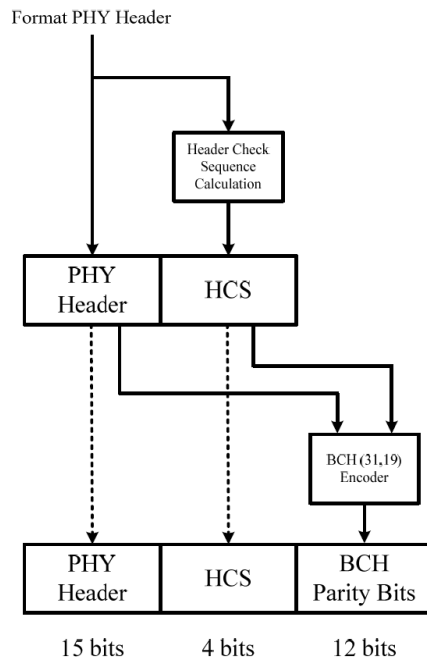 Format PHY Header
Header Check
Sequence
Calculation
PHY
Header
HCS
BCH (31,19)
Encoder
PHY
Header
HCS
BCH
Parity Bits
15 bits
4 bits
12 bits